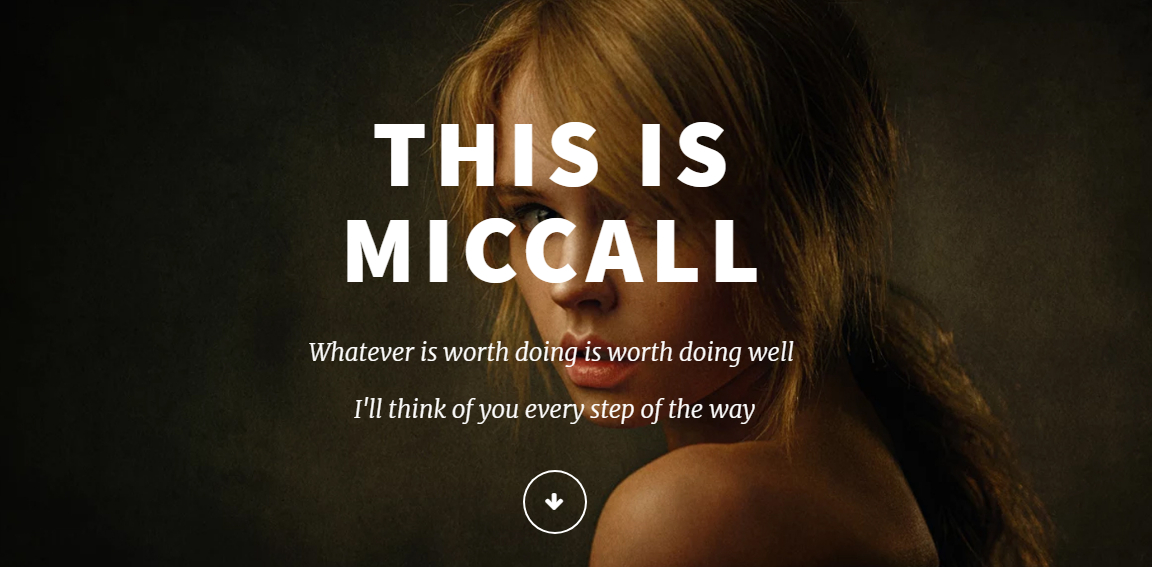 THIS IS
MICCALL
Whatever is worth doing is worth doing well
I'll think of you every step of the way